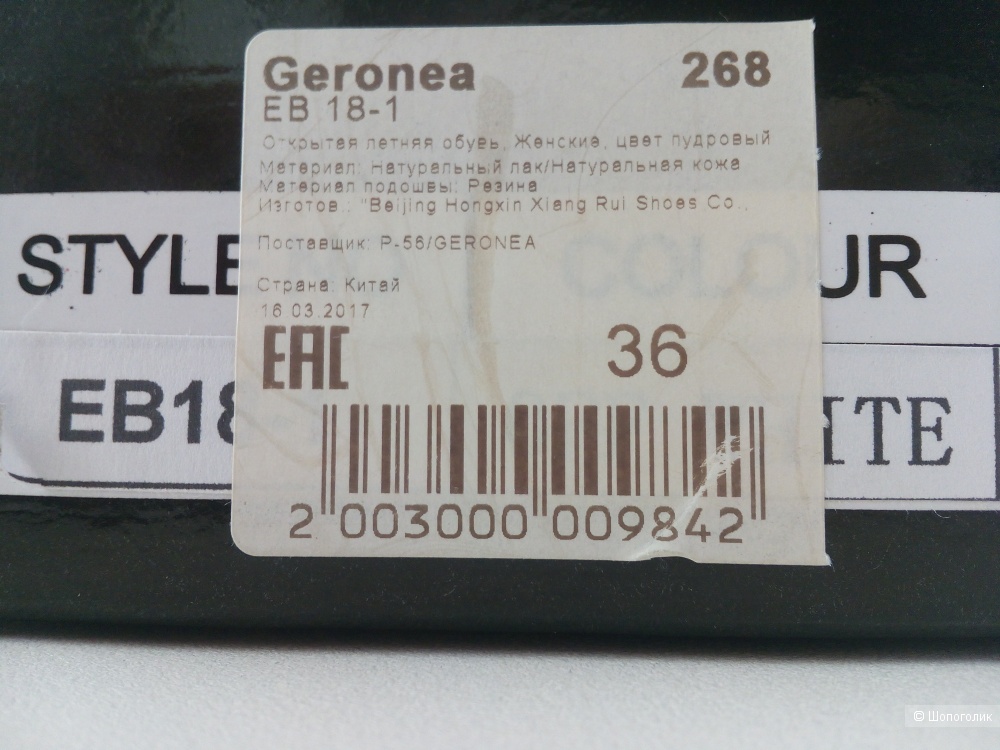 Geronea 268
EB 18-1
Открытая летняя обувь, Женские, цвет пудровый
Материал: Натуральный лак/Натуральная кожа
Материал подошвы: Резина
Изготов.: "Beijing Hongxin Xiang Rui Shoes Co.,
Поставщик: P-56/GERONEA
STYLE COLOUR
Страна: Китай
16.03.2017
EAC 36
EB18 ITE
2 003000 009842
© Шопоголик